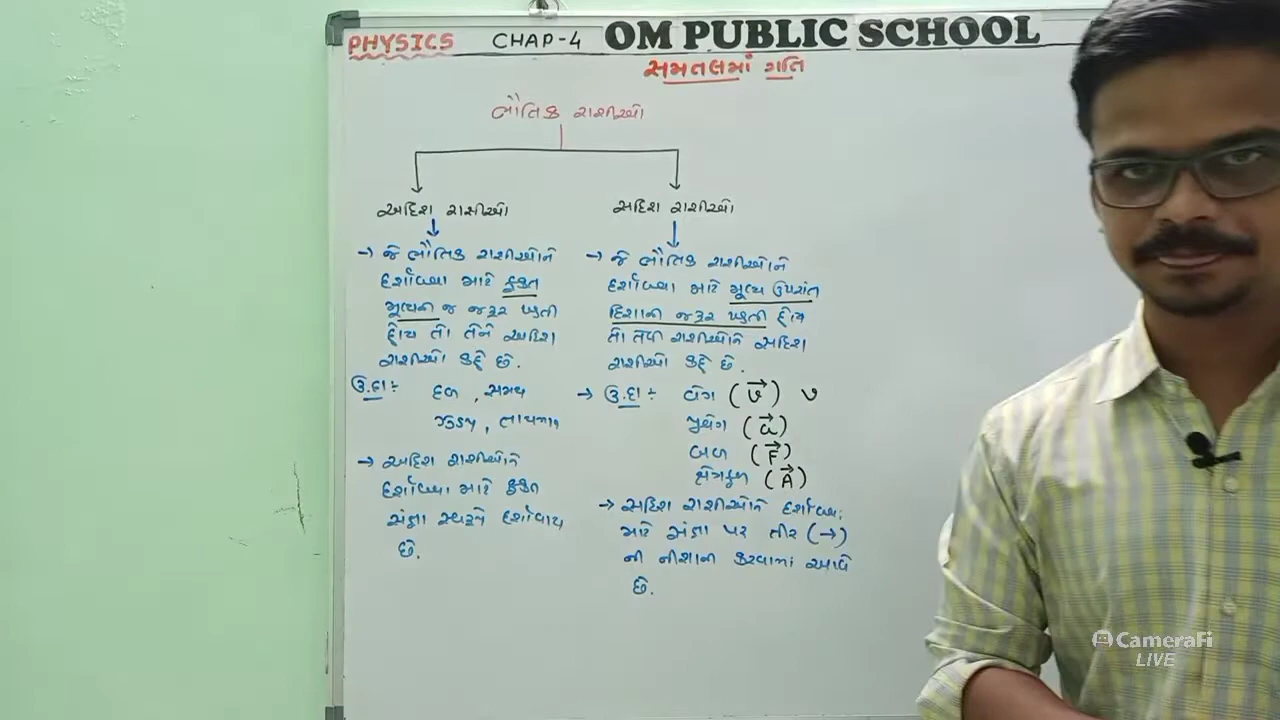 PHYSICS CHAP-4 OM PUBLIC SCHOOL
સમતલમાં ગતિ
ભૌતિક રાશીઓ
અદિશ રાશીઓ
→ જે ભૌતિક રાશીઓને
દર્શાવવા માટે ફક્ત
મૂલ્યની જ જરૂર પડતી
હોય તો તેને અદિશ
રાશીઓ કહે છે.
ઉ.દા:- દળ, સમય
ઝડપ, તાપમાન
→ અદિશ રાશીઓને
દર્શાવવા માટે ફક્ત
સંજ્ઞા સ્વરૂપે દર્શાવાય
છે.
સદિશ રાશીઓ
→ જે ભૌતિક રાશીઓને
દર્શાવવા માટે મૂલ્ય ઉપરાંત
દિશાની જરૂર પડતી હોય
તો તેવી રાશીઓને સદિશ
રાશીઓ કહે છે.
→ ઉ.દા:- વેગ (v⃗) v
પ્રવેગ (a⃗)
બળ (F⃗)
ક્ષેત્રફળ (A⃗)
→ સદિશ રાશીઓને દર્શાવવા
માટે સંજ્ઞા પર તીર (→)
ની નીશાની કરવામાં આવે
છે.
CameraFi
LIVE